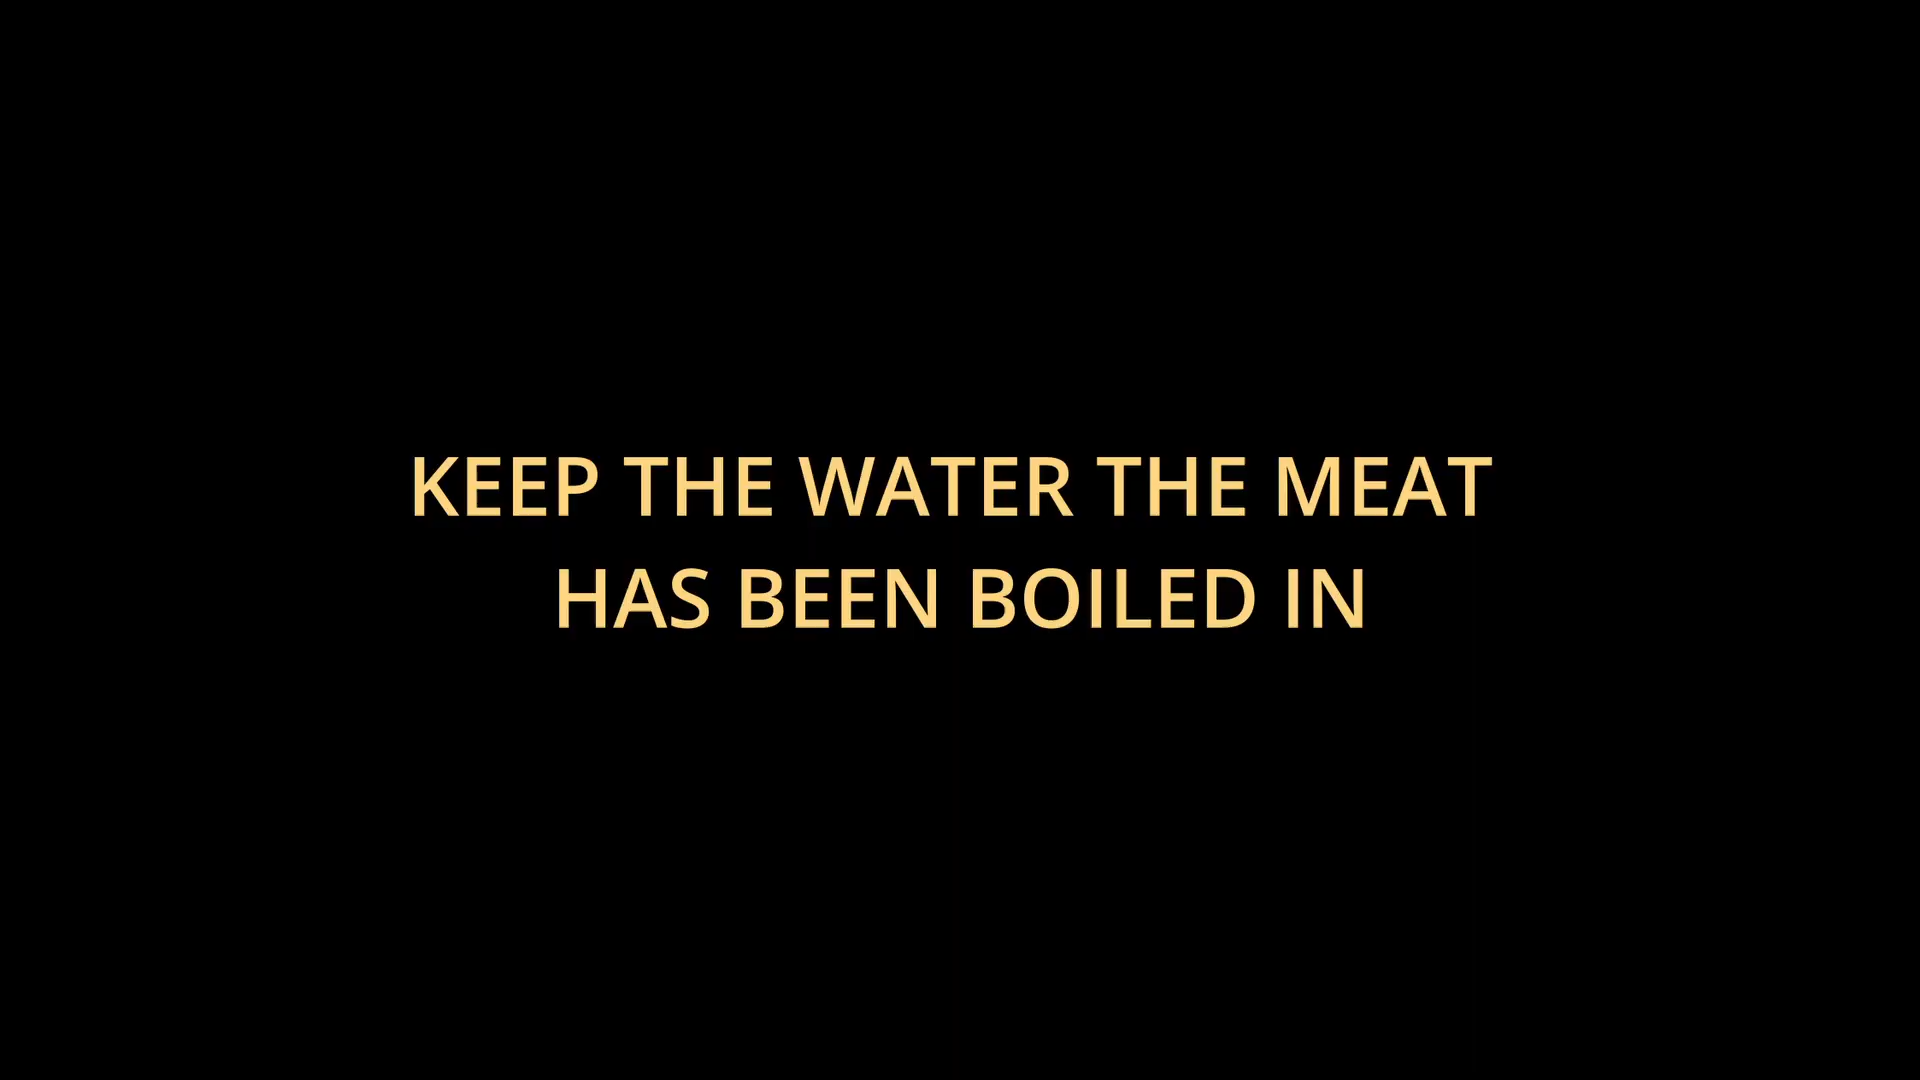 KEEP THE WATER THE MEAT
HAS BEEN BOILED IN